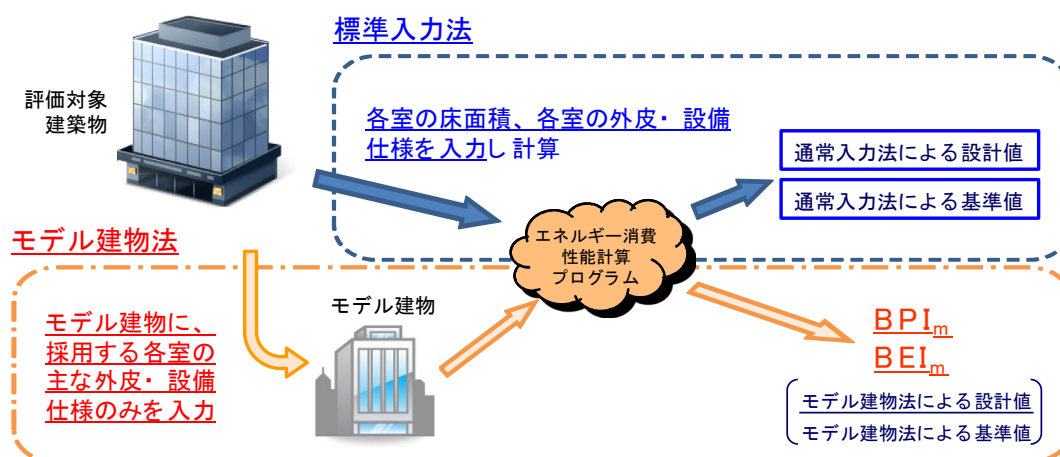 標準入力法
評価対象
建築物
各室の床面積、各室の外皮・設備
仕様を入力し計算
通常入力法による設計値
通常入力法による基準値
エネルギー消費
性能計算
プログラム
モデル建物法
モデル建物
モデル建物に、
採用する各室の
主な外皮・設備
仕様のみを入力
BPIm
BEIm
モデル建物法による設計値
モデル建物法による基準値